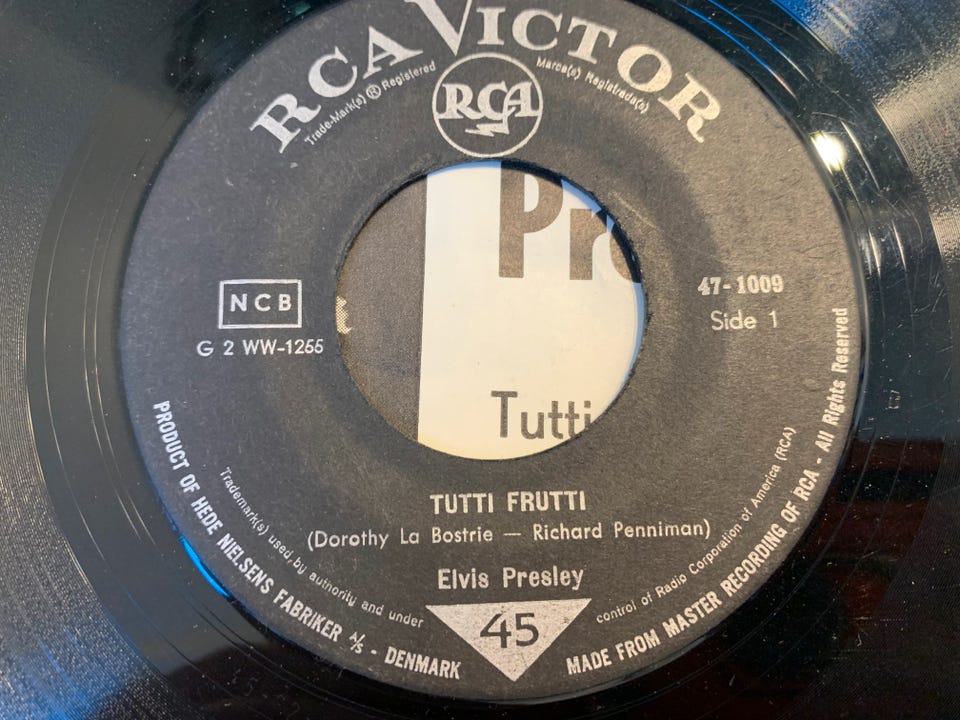 RCA VICTOR
Trade-Mark(s) ® Registered
Marca(s) Registrada(s)
RCA
Pr
NCB
G 2 WW-1255
47-1009
Side 1
Tutti
TUTTI FRUTTI
(Dorothy La Bostrie — Richard Penniman)
Elvis Presley
45
Trademark(s) used by authority and under control of Radio Corporation of America (RCA)
PRODUCT OF HEDE NIELSENS FABRIKER A/S - DENMARK
MADE FROM MASTER RECORDING OF RCA - All Rights Reserved